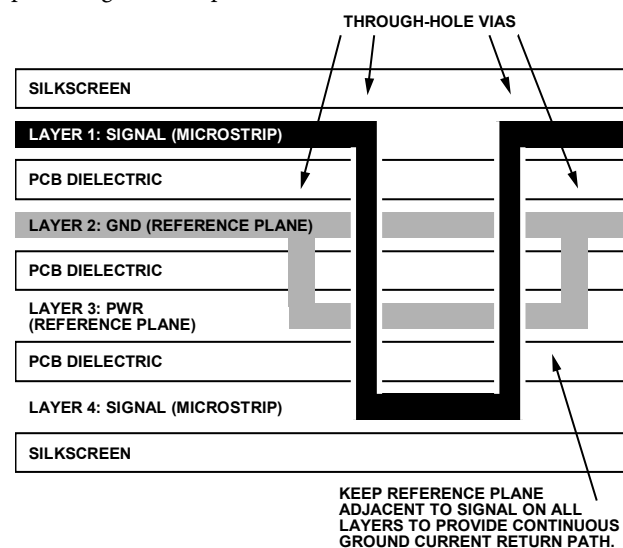 THROUGH-HOLE VIAS
SILKSCREEN
LAYER 1: SIGNAL (MICROSTRIP)
PCB DIELECTRIC
LAYER 2: GND (REFERENCE PLANE)
PCB DIELECTRIC
LAYER 3: PWR
(REFERENCE PLANE)
PCB DIELECTRIC
LAYER 4: SIGNAL (MICROSTRIP)
SILKSCREEN
KEEP REFERENCE PLANE
ADJACENT TO SIGNAL ON ALL
LAYERS TO PROVIDE CONTINUOUS
GROUND CURRENT RETURN PATH.